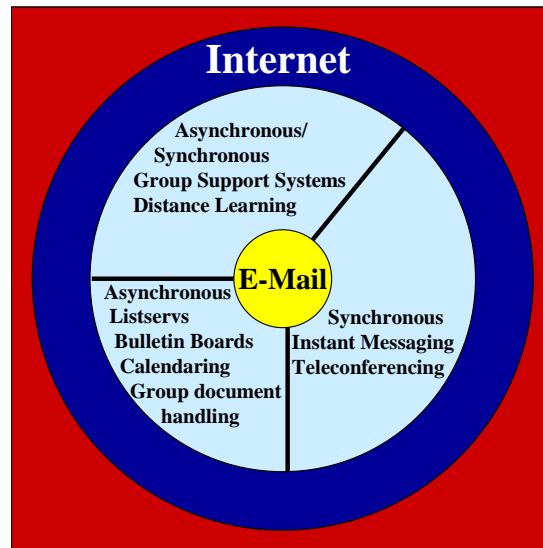 Internet
Asynchronous/
Synchronous
Group Support Systems
Distance Learning
E-Mail
Asynchronous
Listservs
Bulletin Boards
Calendaring
Group document
handling
Synchronous
Instant Messaging
Teleconferencing